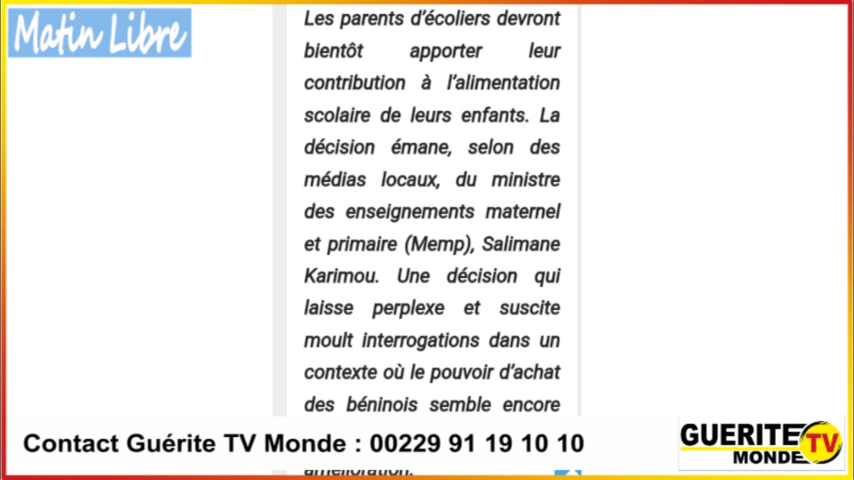 Matin Libre
Les parents d'écoliers devront
bientôt apporter leur
contribution à l'alimentation
scolaire de leurs enfants. La
décision émane, selon des
médias locaux, du ministre
des enseignements maternel
et primaire (Memp), Salimane
Karimou. Une décision qui
laisse perplexe et suscite
moult interrogations dans un
contexte où le pouvoir d'achat
des béninois semble encore
Contact Guérite TV Monde : 00229 91 19 10 10
GUERITE
TV
MONDE
amélioration.